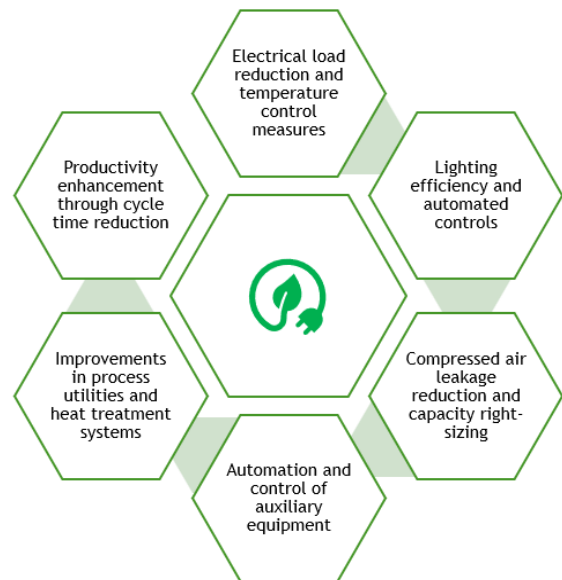 Electrical load
reduction and
temperature
control
measures
Lighting
efficiency and
automated
controls
Compressed air
leakage
reduction and
capacity right-
sizing
Automation and
control of
auxiliary
equipment
Improvements
in process
utilities and
heat treatment
systems
Productivity
enhancement
through cycle
time reduction